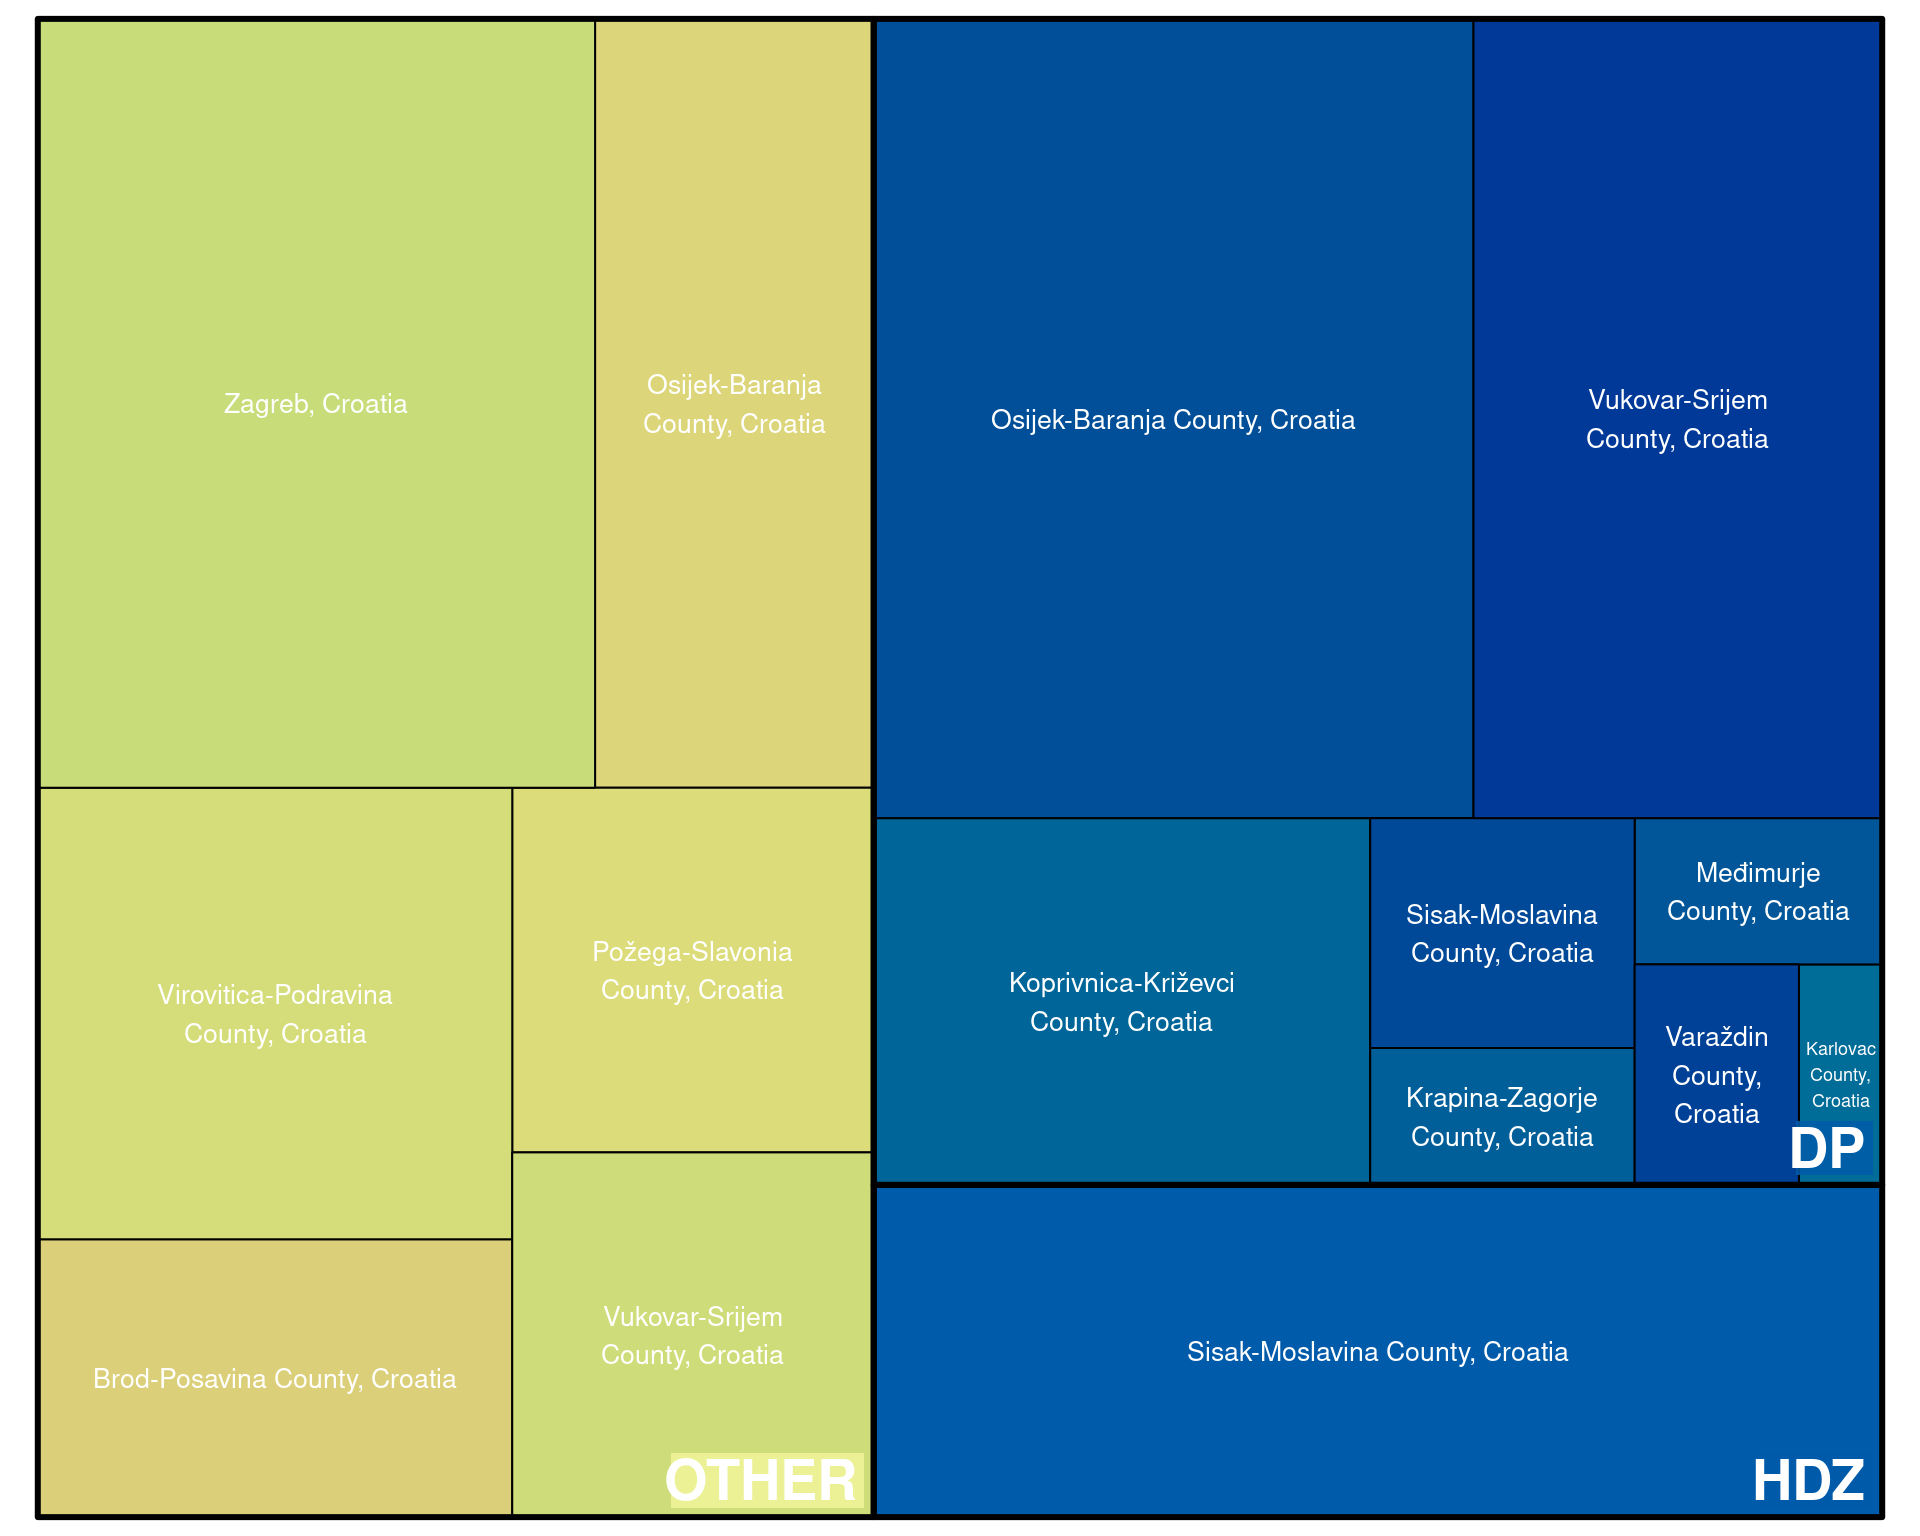 Zagreb, Croatia
Osijek-Baranja
County, Croatia
Virovitica-Podravina
County, Croatia
Požega-Slavonia
County, Croatia
Brod-Posavina County, Croatia
Vukovar-Srijem
County, Croatia
OTHER
Osijek-Baranja County, Croatia
Vukovar-Srijem
County, Croatia
Koprivnica-Križevci
County, Croatia
Sisak-Moslavina
County, Croatia
Krapina-Zagorje
County, Croatia
Međimurje
County, Croatia
Varaždin
County,
Croatia
Karlovac
County,
Croatia
DP
Sisak-Moslavina County, Croatia
HDZ